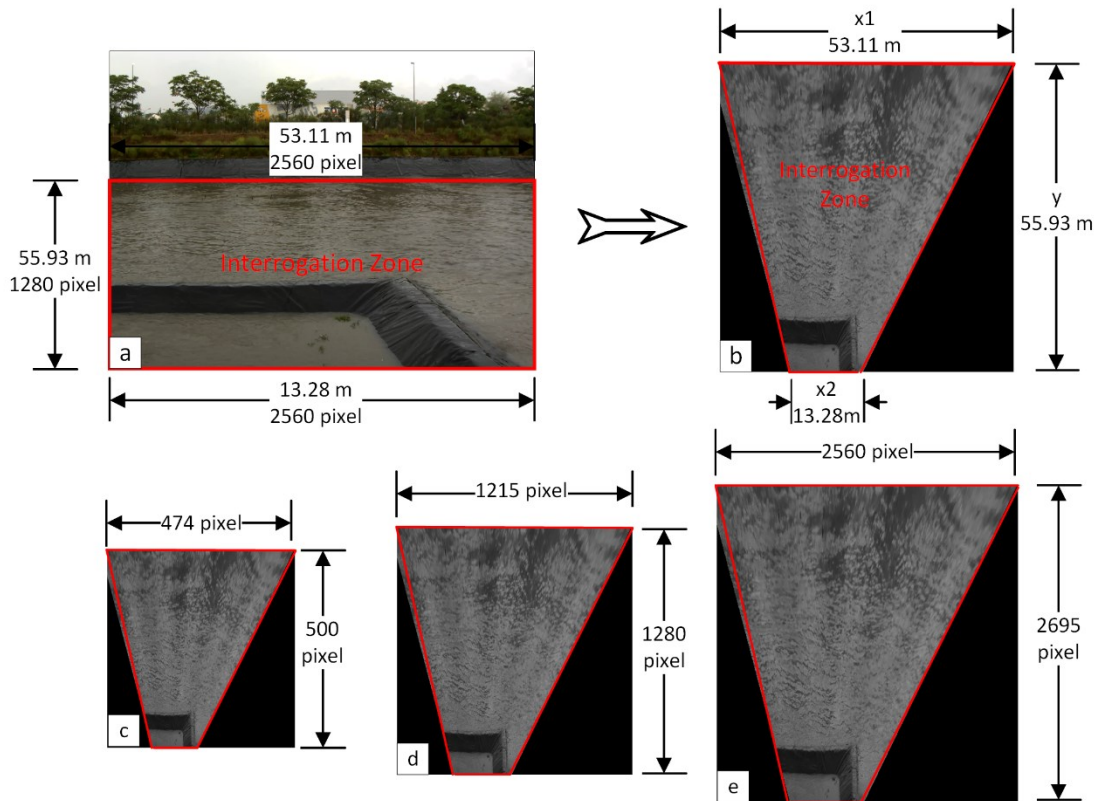 53.11 m
2560 pixel
55.93 m
1280 pixel
Interrogation Zone
a
13.28 m
2560 pixel
x1
53.11 m
Interrogation
Zone
y
55.93 m
b
x2
13.28m
474 pixel
500
pixel
c
1215 pixel
1280
pixel
d
2560 pixel
2695
pixel
e